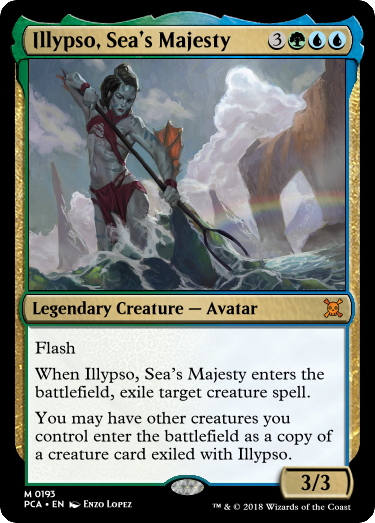 Illypso, Sea's Majesty 3
Legendary Creature — Avatar
Flash
When Illypso, Sea's Majesty enters the
battlefield, exile target creature spell.
You may have other creatures you
control enter the battlefield as a copy of
a creature card exiled with Illypso.
3/3
M 0193
PCA • EN Enzo Lopez
™ & © 2018 Wizards of the Coast